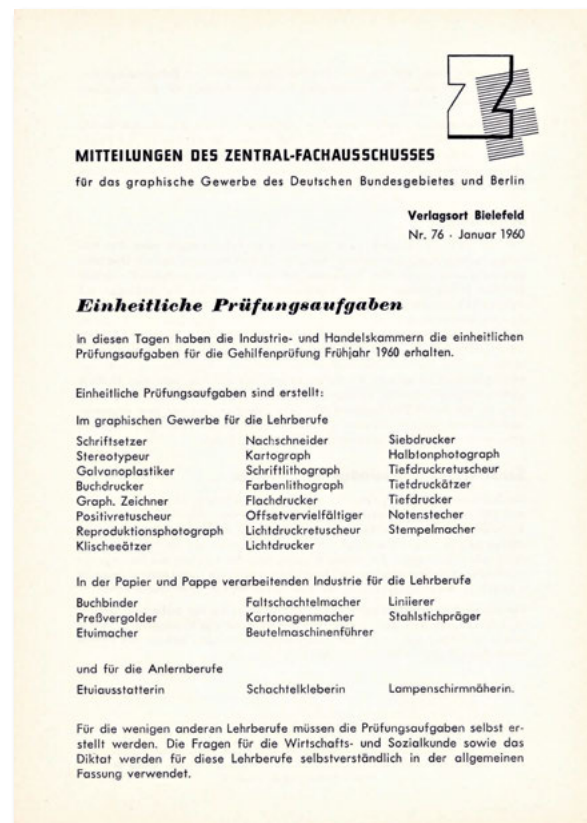 MITTEILUNGEN DES ZENTRAL-FACHAUSSCHUSSES
für das graphische Gewerbe des Deutschen Bundesgebietes und Berlin
Verlagsort Bielefeld
Nr. 76 · Januar 1960
Einheitliche Prüfungsaufgaben
In diesen Tagen haben die Industrie- und Handelskammern die einheitlichen
Prüfungsaufgaben für die Gehilfenprüfung Frühjahr 1960 erhalten.
Einheitliche Prüfungsaufgaben sind erstellt:
Im graphischen Gewerbe für die Lehrberufe
Schriftsetzer Nachschneider Siebdrucker
Stereotypeur Kartograph Halbtonphotograph
Galvanoplastiker Schriftlithograph Tiefdruckretuscheur
Buchdrucker Farbenlithograph Tiefdruckätzer
Graph. Zeichner Flachdrucker Tiefdrucker
Positivretuscheur Offsetvervielfältiger Notenstecher
Reproduktionsphotograph Lichtdruckretuscheur Stempelmacher
Klischeeätzer Lichtdrucker
In der Papier und Pappe verarbeitenden Industrie für die Lehrberufe
Buchbinder Faltschachtelmacher Liniierer
Preßvergolder Kartonagenmacher Stahlstichpräger
Etuimacher Beutelmaschinenführer
und für die Anlernberufe
Etuiausstatterin Schachtelkleberin Lampenschirmnäherin.
Für die wenigen anderen Lehrberufe müssen die Prüfungsaufgaben selbst er-
stellt werden. Die Fragen für die Wirtschafts- und Sozialkunde sowie das
Diktat werden für diese Lehrberufe selbstverständlich in der allgemeinen
Fassung verwendet.